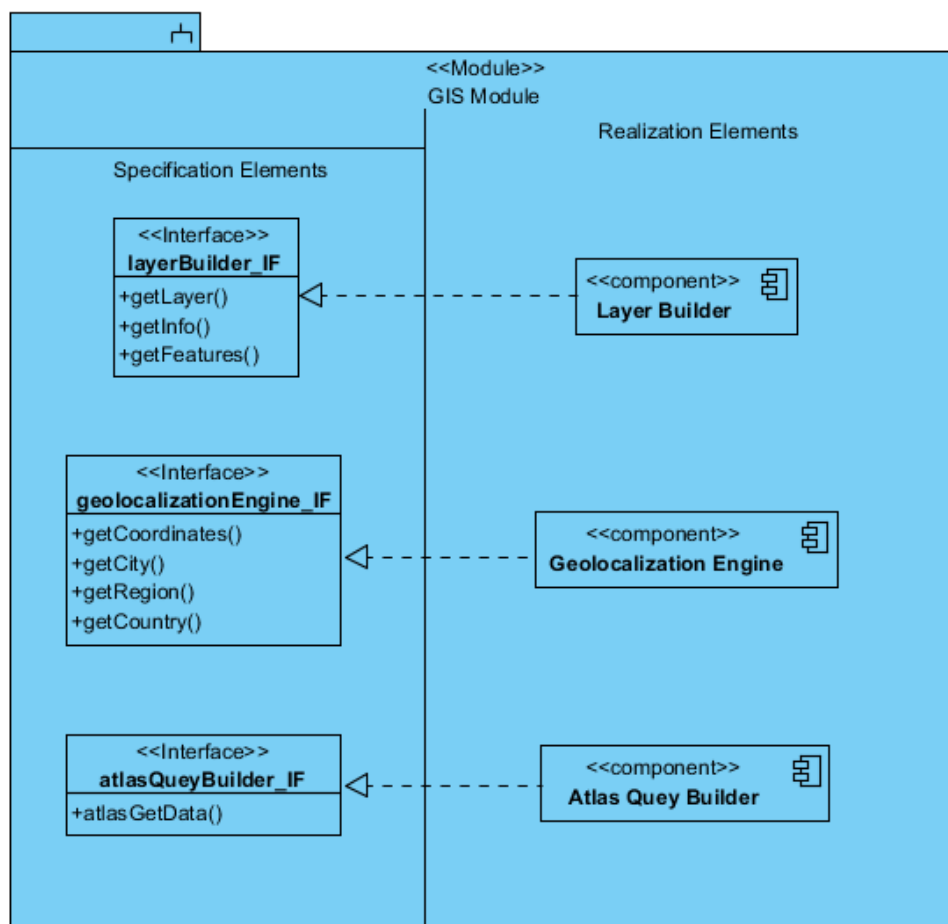 <<Module>>
GIS Module
Realization Elements
Specification Elements
<<Interface>>
layerBuilder_IF
+getLayer()
+getInfo()
+getFeatures()
<<component>>
Layer Builder
<<Interface>>
geolocalizationEngine_IF
+getCoordinates()
+getCity()
+getRegion()
+getCountry()
<<component>>
Geolocalization Engine
<<Interface>>
atlasQueyBuilder_IF
+atlasGetData()
<<component>>
Atlas Quey Builder